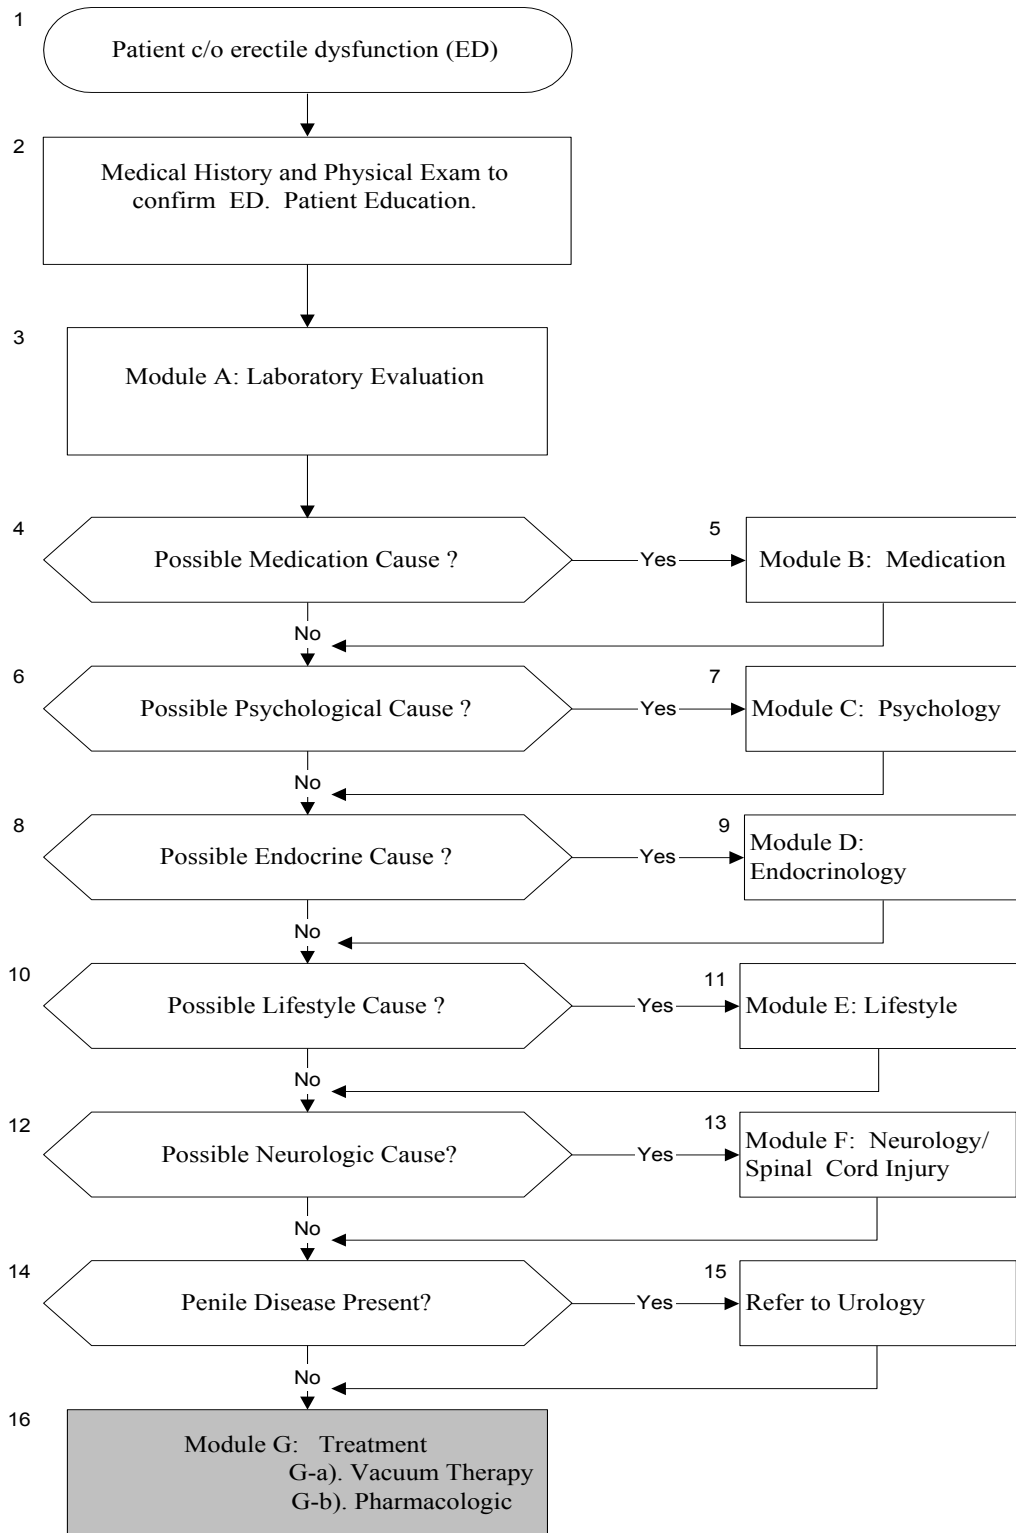 1
Patient c/o erectile dysfunction (ED)
2
Medical History and Physical Exam to
confirm ED. Patient Education.
3
Module A: Laboratory Evaluation
4
Possible Medication Cause ?
Yes
5
Module B: Medication
No
6
Possible Psychological Cause ?
Yes
7
Module C: Psychology
No
8
Possible Endocrine Cause ?
Yes
9
Module D:
Endocrinology
No
10
Possible Lifestyle Cause ?
Yes
11
Module E: Lifestyle
No
12
Possible Neurologic Cause?
Yes
13
Module F: Neurology/
Spinal Cord Injury
No
14
Penile Disease Present?
Yes
15
Refer to Urology
No
16
Module G: Treatment
G-a). Vacuum Therapy
G-b). Pharmacologic